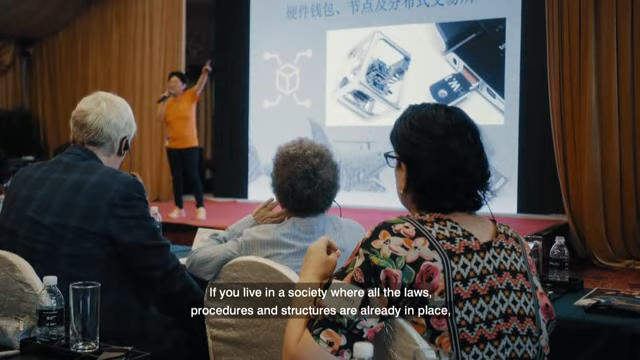 硬件钱包、节点及分布式交易所
If you live in a society where all the laws,
procedures and structures are already in place,